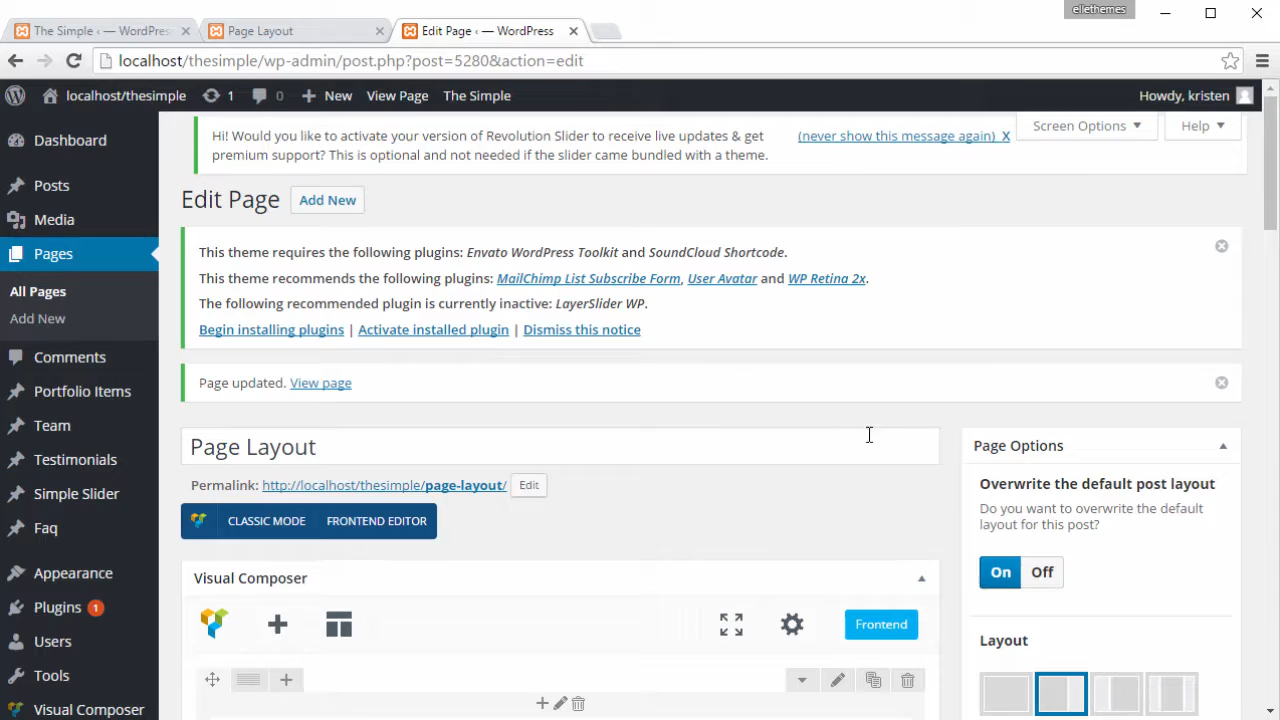 ellethemes
The Simple ‹ — WordPres
Page Layout
Edit Page ‹ — WordPress
localhost/thesimple/wp-admin/post.php?post=5280&action=edit
localhost/thesimple
1
0
New
View Page
The Simple
Howdy, kristen
Dashboard
Posts
Media
Pages
All Pages
Add New
Comments
Portfolio Items
Team
Testimonials
Simple Slider
Faq
Appearance
Plugins 1
Users
Tools
Visual Composer
Hi! Would you like to activate your version of Revolution Slider to receive live updates & get
premium support? This is optional and not needed if the slider came bundled with a theme.
(never show this message again) X
Screen Options
Help
Edit Page
Add New
This theme requires the following plugins: Envato WordPress Toolkit and SoundCloud Shortcode.
This theme recommends the following plugins: MailChimp List Subscribe Form, User Avatar and WP Retina 2x.
The following recommended plugin is currently inactive: LayerSlider WP.
Begin installing plugins | Activate installed plugin | Dismiss this notice
Page updated. View page
Page Layout
Permalink: http://localhost/thesimple/page-layout/ Edit
CLASSIC MODE FRONTEND EDITOR
Visual Composer
Frontend
Page Options
Overwrite the default post layout
Do you want to overwrite the default
layout for this post?
On Off
Layout